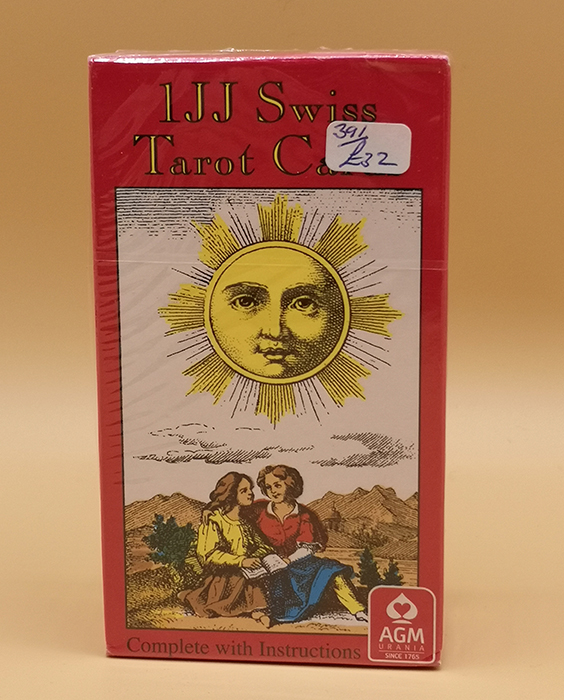 1JJ Swiss
Tarot Ca
391
£32
Complete with Instructions
AGM
URANIA
SINCE 1765